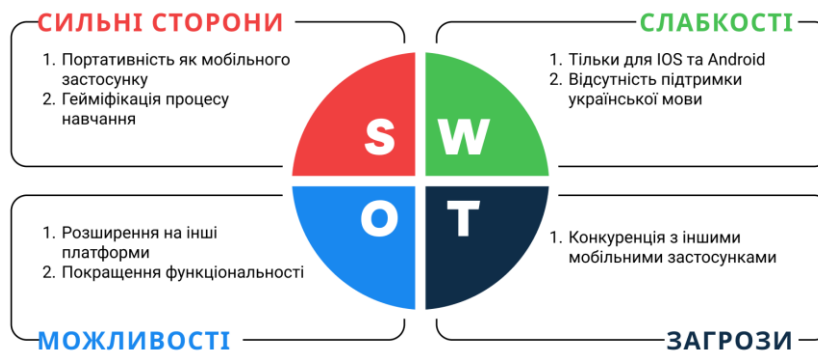 СИЛЬНІ СТОРОНИ
1. Портативність як мобільного
застосунку
2. Гейміфікація процесу
навчання
СЛАБКОСТІ
1. Тільки для IOS та Android
2. Відсутність підтримки
української мови
S
W
O
T
1. Розширення на інші
платформи
2. Покращення функціональності
МОЖЛИВОСТІ
1. Конкуренція з іншими
мобільними застосунками
ЗАГРОЗИ